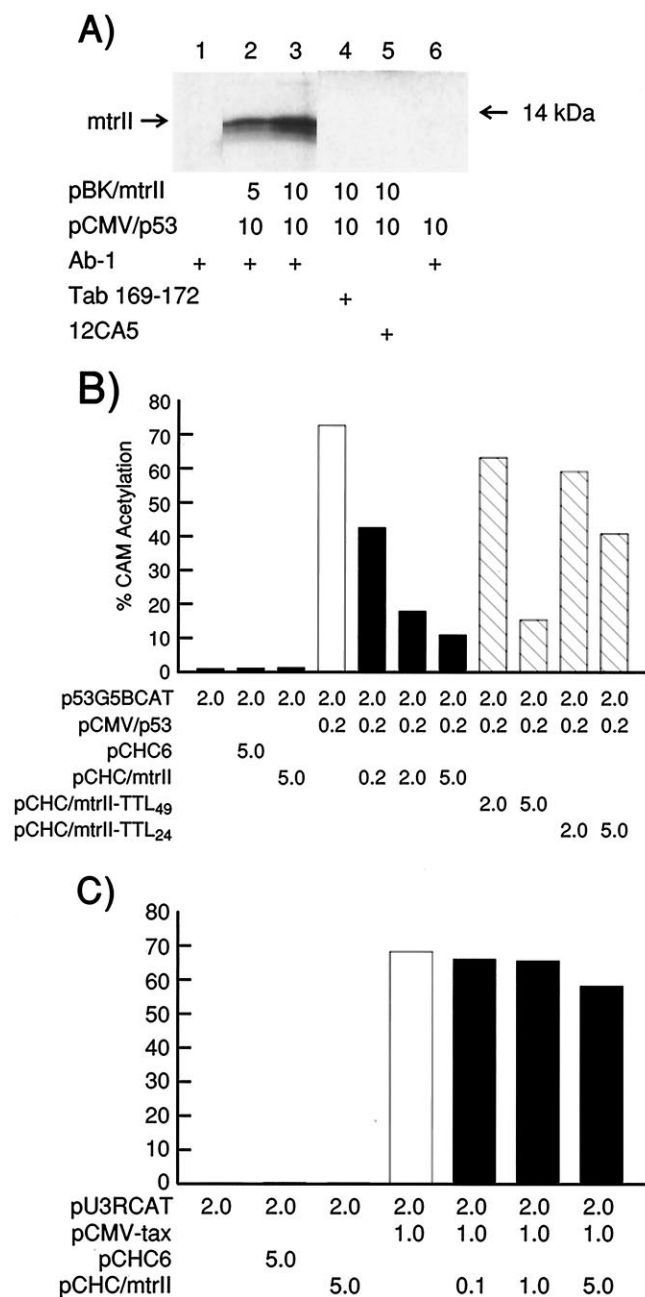 A)
1 2 3 4 5 6
mtrII → ← 14 kDa
pBK/mtrII 5 10 10 10
pCMV/p53 10 10 10 10 10
Ab-1 + + + +
Tab 169-172 +
12CA5 +
B)
80
70
60
50
40
30
20
10
0
% CAM Acetylation
p53G5BCAT 2.0 2.0 2.0 2.0 2.0 2.0 2.0 2.0 2.0 2.0 2.0
pCMV/p53 0.2 0.2 0.2 0.2 0.2 0.2 0.2 0.2
pCHC6 5.0
pCHC/mtrII 5.0 0.2 2.0 5.0
pCHC/mtrII-TTL49 2.0 5.0
pCHC/mtrII-TTL24 2.0 5.0
C)
80
70
60
50
40
30
20
10
0
pU3RCAT 2.0 2.0 2.0 2.0 2.0 2.0 2.0
pCMV-tax 1.0 1.0 1.0 1.0
pCHC6 5.0
pCHC/mtrII 5.0 0.1 1.0 5.0